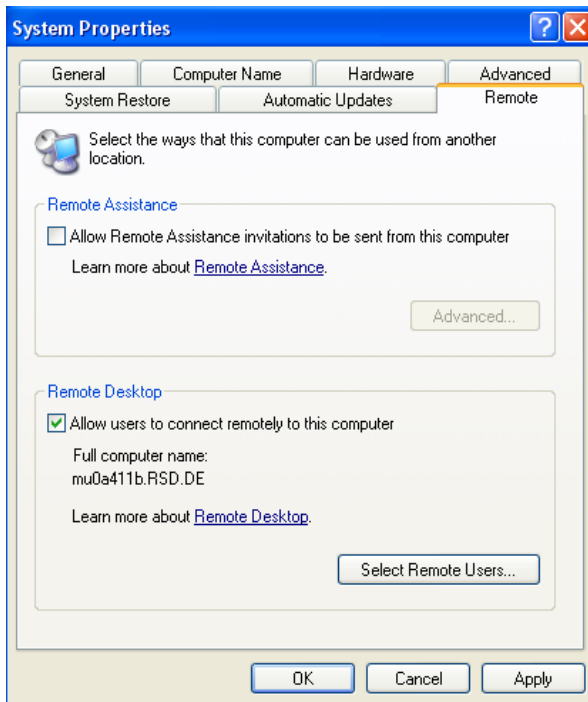 System Properties
General
Computer Name
Hardware
Advanced
System Restore
Automatic Updates
Remote
Select the ways that this computer can be used from another
location.
Remote Assistance
Allow Remote Assistance invitations to be sent from this computer
Learn more about Remote Assistance.
Advanced...
Remote Desktop
Allow users to connect remotely to this computer
Full computer name:
mu0a411b.RSD.DE
Learn more about Remote Desktop.
Select Remote Users...
OK
Cancel
Apply